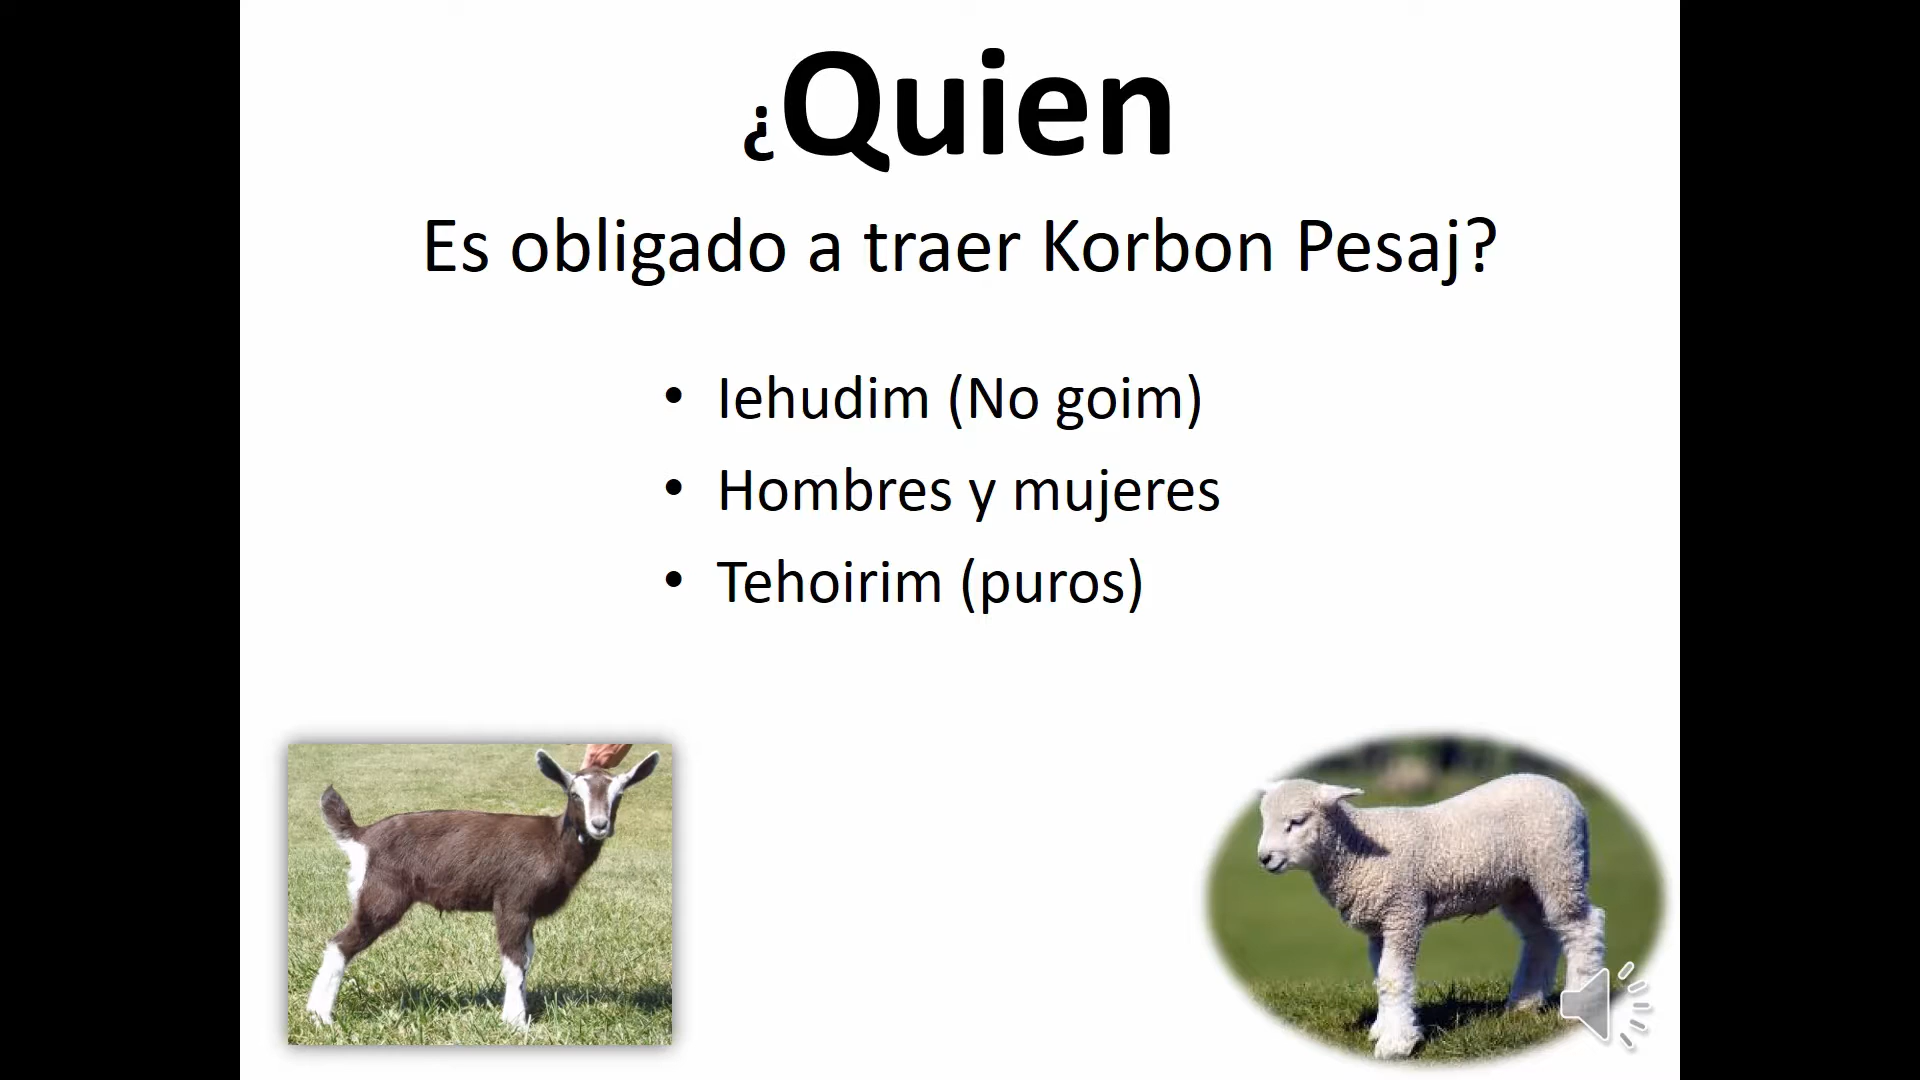 ¿Quien
Es obligado a traer Korbon Pesaj?
• Iehudim (No goim)
• Hombres y mujeres
• Tehoirim (puros)